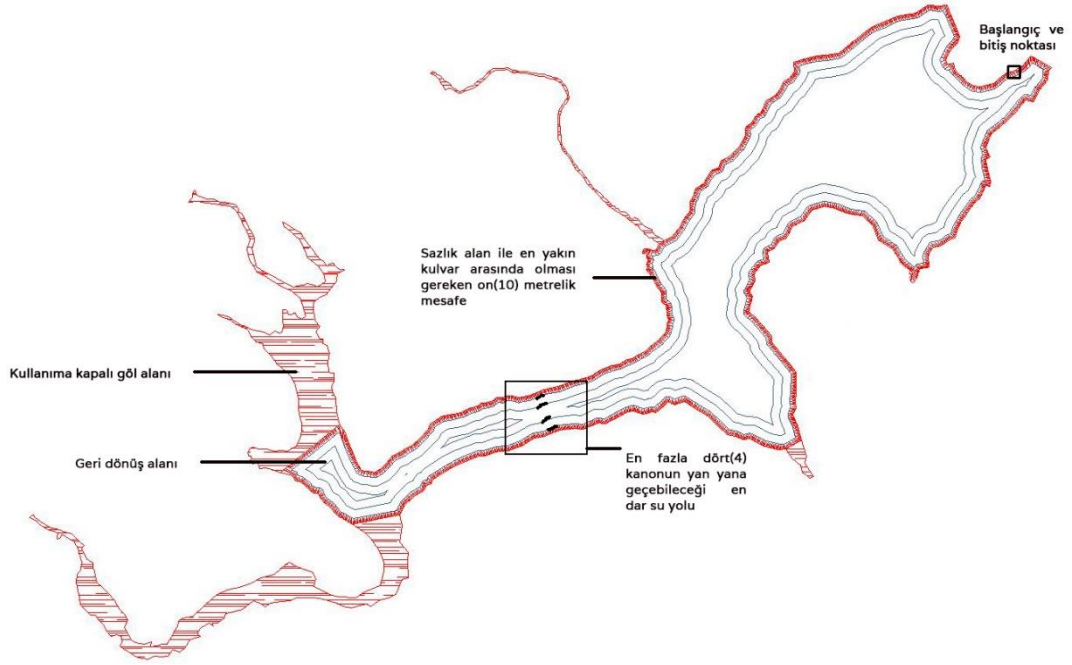 Başlangıç ve
bitiş noktası
Sazlık alan ile en yakın
kulvar arasında olması
gereken on(10) metrelik
mesafe
Kullanıma kapalı göl alanı
Geri dönüş alanı
En fazla dört(4)
kanonun yan yana
geçebileceği en
dar su yolu